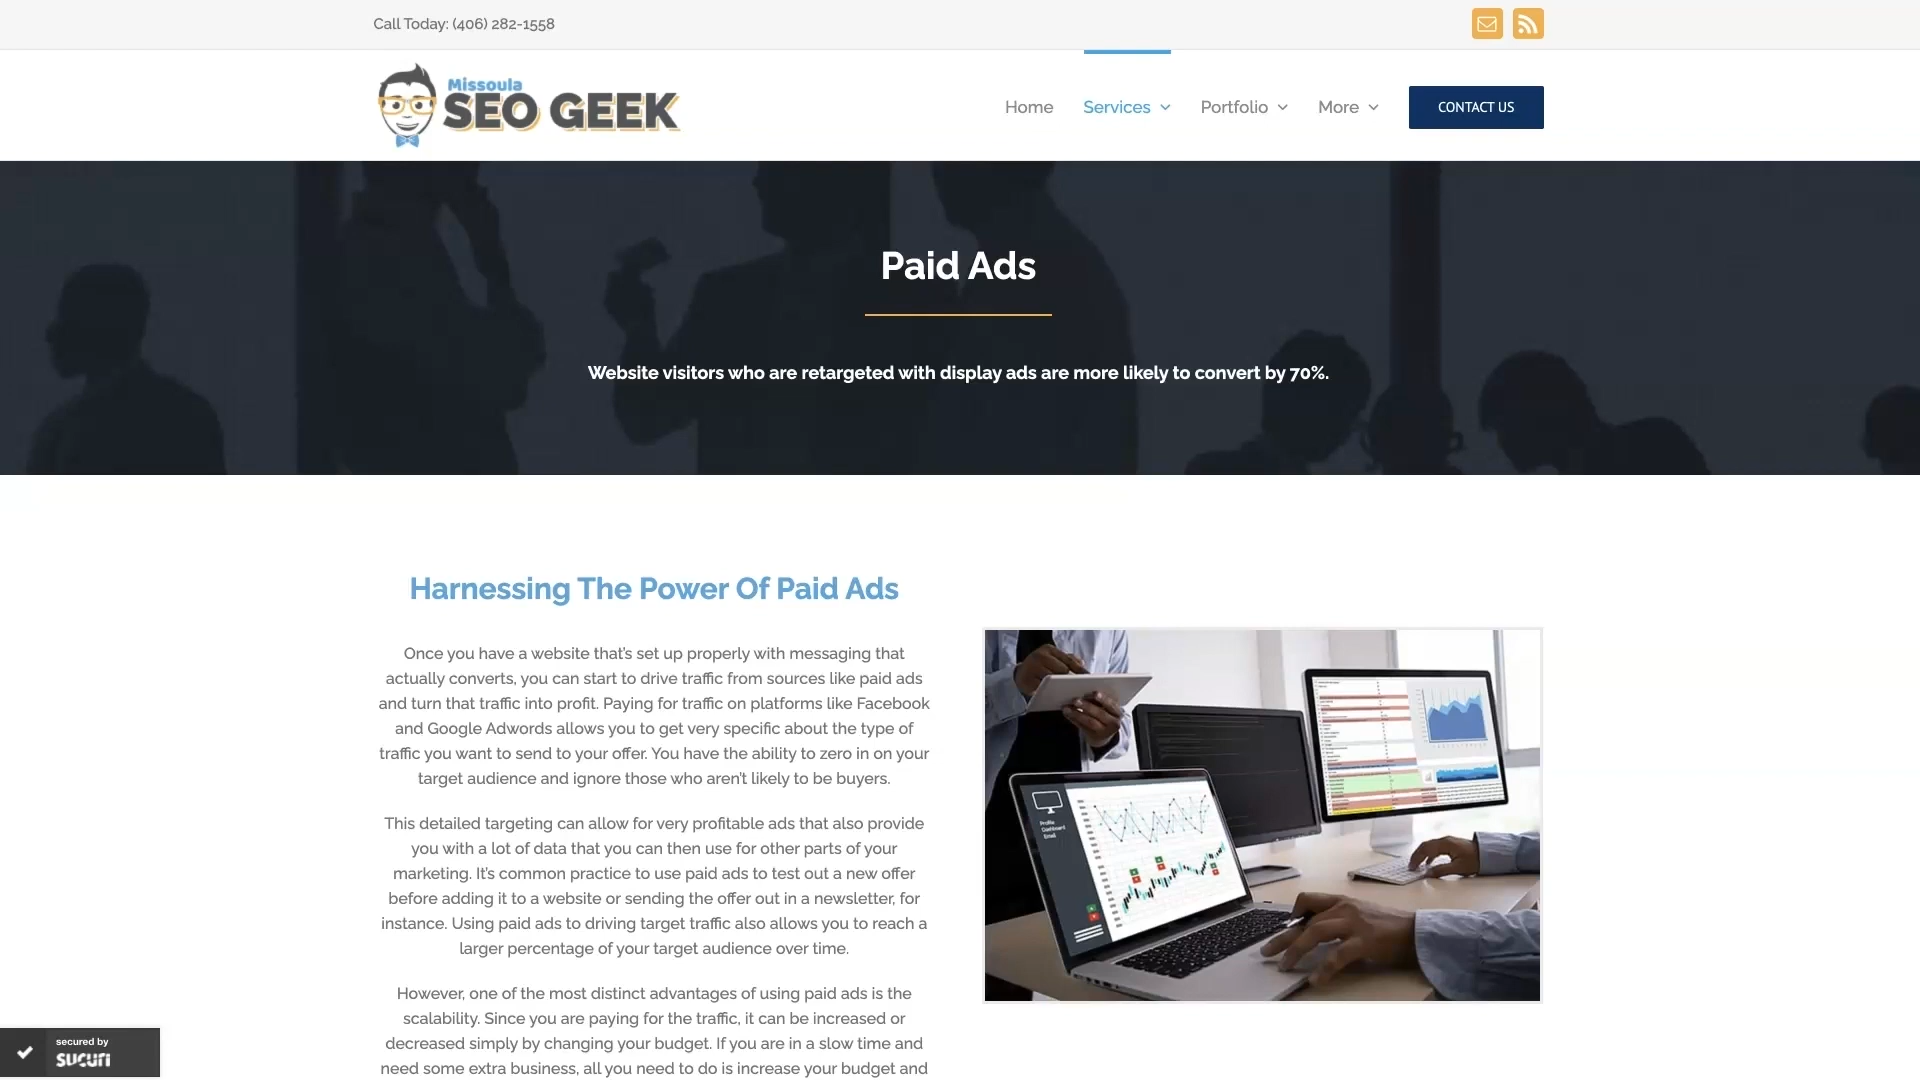 Call Today: (406) 282-1558
Missoula
SEO GEEK
Home
Services
Portfolio
More
CONTACT US
Paid Ads
Website visitors who are retargeted with display ads are more likely to convert by 70%.
Harnessing The Power Of Paid Ads
Once you have a website that's set up properly with messaging that
actually converts, you can start to drive traffic from sources like paid ads
and turn that traffic into profit. Paying for traffic on platforms like Facebook
and Google Adwords allows you to get very specific about the type of
traffic you want to send to your offer. You have the ability to zero in on your
target audience and ignore those who aren't likely to be buyers.
This detailed targeting can allow for very profitable ads that also provide
you with a lot of data that you can then use for other parts of your
marketing. It's common practice to use paid ads to test out a new offer
before adding it to a website or sending the offer out in a newsletter, for
instance. Using paid ads to driving target traffic also allows you to reach a
larger percentage of your target audience over time.
However, one of the most distinct advantages of using paid ads is the
scalability. Since you are paying for the traffic, it can be increased or
decreased simply by changing your budget. If you are in a slow time and
need some extra business, all you need to do is increase your budget and
Profile
Dashboard
Email
secured by
sucuri